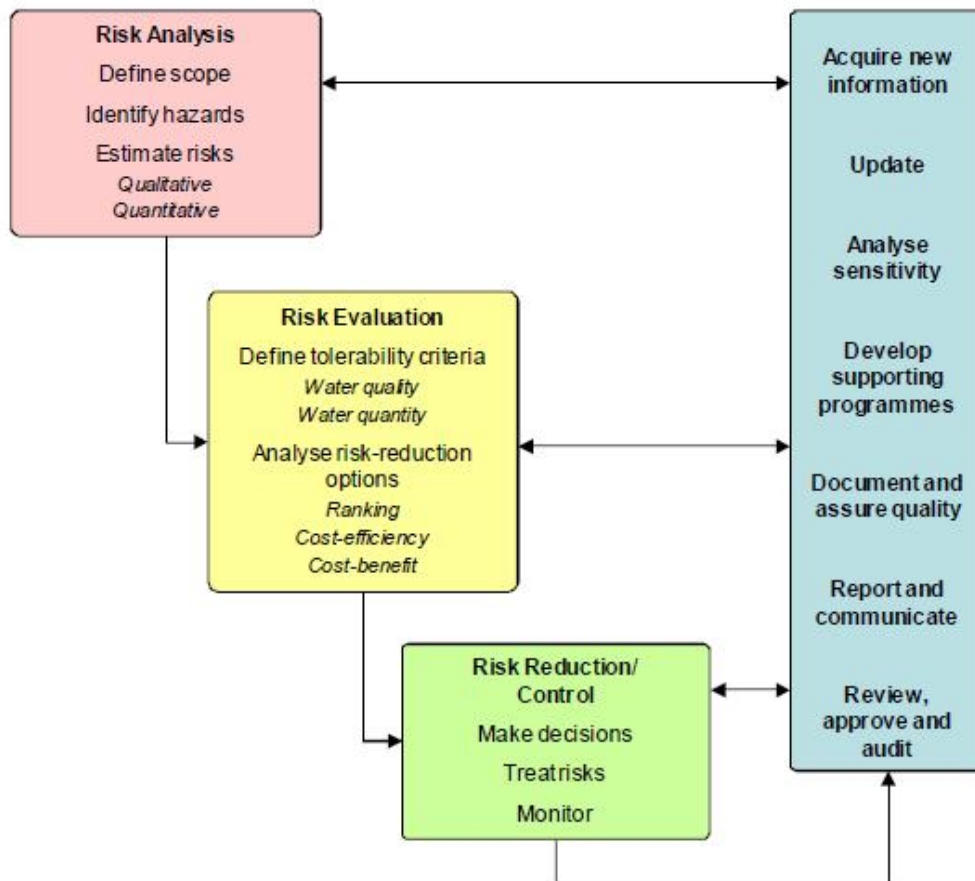 Risk Analysis
Define scope
Identify hazards
Estimate risks
Qualitative
Quantitative
Risk Evaluation
Define tolerability criteria
Water quality
Water quantity
Analyse risk-reduction
options
Ranking
Cost-efficiency
Cost-benefit
Risk Reduction/
Control
Make decisions
Treat risks
Monitor
Acquire new
information
Update
Analyse
sensitivity
Develop
supporting
programmes
Document and
assure quality
Report and
communicate
Review,
approve and
audit